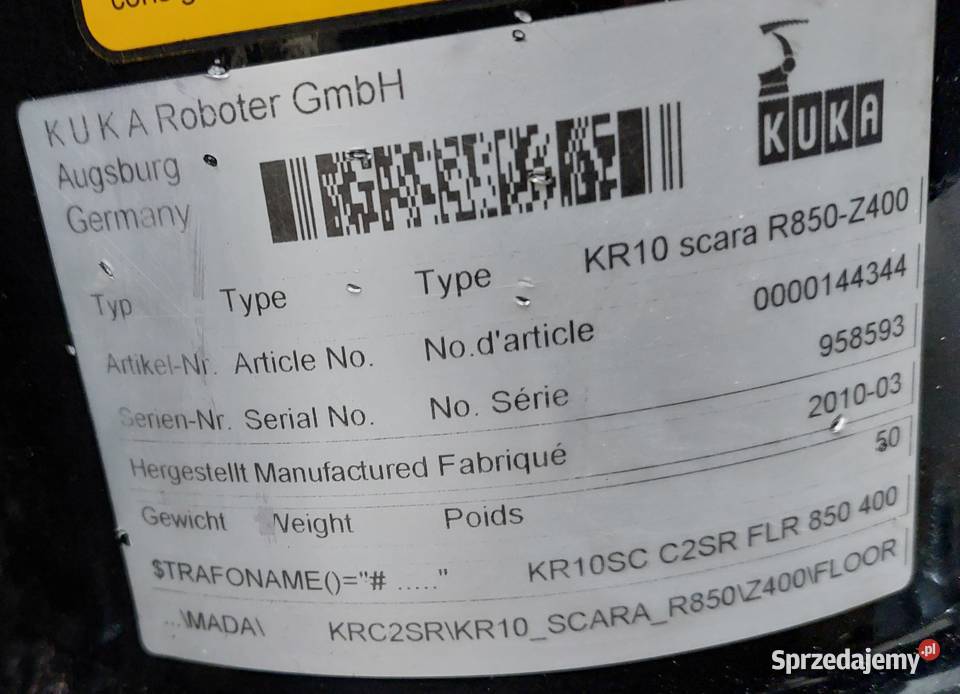 KUKA Roboter GmbH
Augsburg
Germany
KUKA
Typ Type Type KR10 scara R850-Z400
Artikel-Nr. Article No. No.d'article 0000144344
Serien-Nr. Serial No. No. Série 958593
Hergestellt Manufactured Fabriqué 2010-03
Gewicht Weight Poids 50
$TRAFONAME()="# ....." KR10SC C2SR FLR 850 400
...\MADA\ KRC2SR\KR10_SCARA_R850\Z400\FLOOR
Sprzedajemy.pl